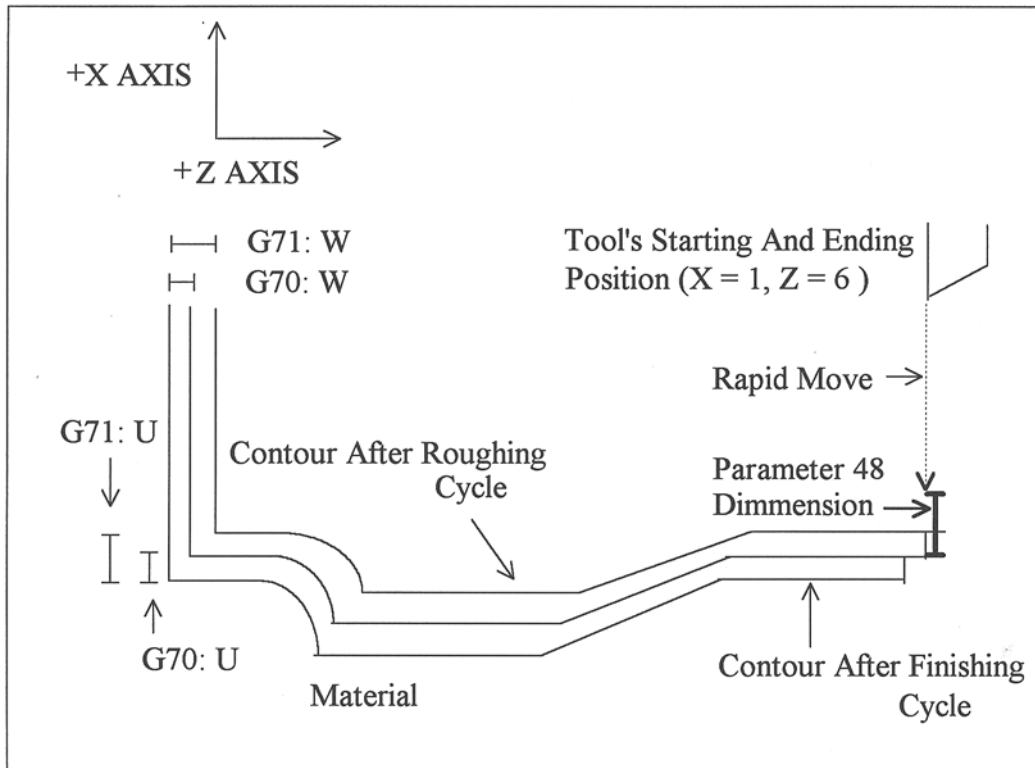 +X AXIS
+Z AXIS
G71: W
G70: W
Tool's Starting And Ending
Position (X = 1, Z = 6 )
Rapid Move
G71: U
Contour After Roughing
Cycle
Parameter 48
Dimmension
G70: U
Material
Contour After Finishing
Cycle